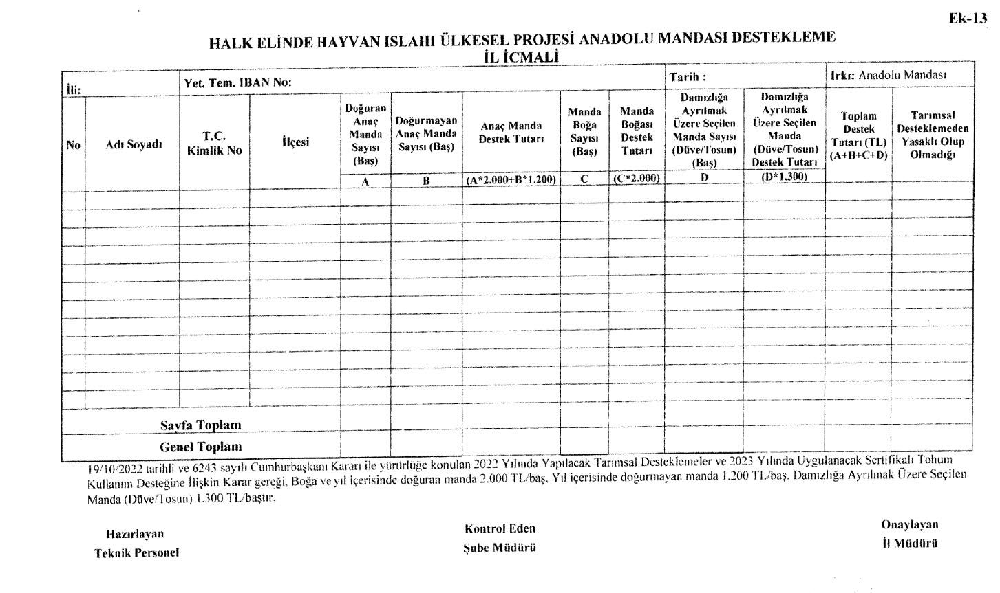 Ek-13
HALK ELİNDE HAYVAN ISLAHI ÜLKESEL PROJESİ ANADOLU MANDASI DESTEKLEME
İL İCMALİ
İli:
Yet. Tem. IBAN No:
Tarih :
Irkı: Anadolu Mandası
No
Adı Soyadı
T.C.
Kimlik No
İlçesi
Doğuran
Anaç
Manda
Sayısı
(Baş)
Doğurmayan
Anaç Manda
Sayısı (Baş)
Anaç Manda
Destek Tutarı
Manda
Boğa
Sayısı
(Baş)
Manda
Boğası
Destek
Tutarı
Damızlığa
Ayrılmak
Üzere Seçilen
Manda Sayısı
(Düve/Tosun)
(Baş)
Damızlığa
Ayrılmak
Üzere Seçilen
Manda
(Düve/Tosun)
Destek Tutarı
Toplam
Destek
Tutarı (TL)
(A+B+C+D)
Tarımsal
Desteklemeden
Yasaklı Olup
Olmadığı
A
B
(A*2.000+B*1.200)
C
(C*2.000)
D
(D*1.300)
Sayfa Toplam
Genel Toplam
19/10/2022 tarihli ve 6243 sayılı Cumhurbaşkanı Kararı ile yürürlüğe konulan 2022 Yılında Yapılacak Tarımsal Desteklemeler ve 2023 Yılında Uygulanacak Sertifikalı Tohum
Kullanım Desteğine İlişkin Karar gereği, Boğa ve yıl içerisinde doğuran manda 2.000 TL/baş, Yıl içerisinde doğurmayan manda 1.200 TL/baş, Damızlığa Ayrılmak Üzere Seçilen
Manda (Düve/Tosun) 1.300 TL/baştır.
Hazırlayan
Teknik Personel
Kontrol Eden
Şube Müdürü
Onaylayan
İl Müdürü